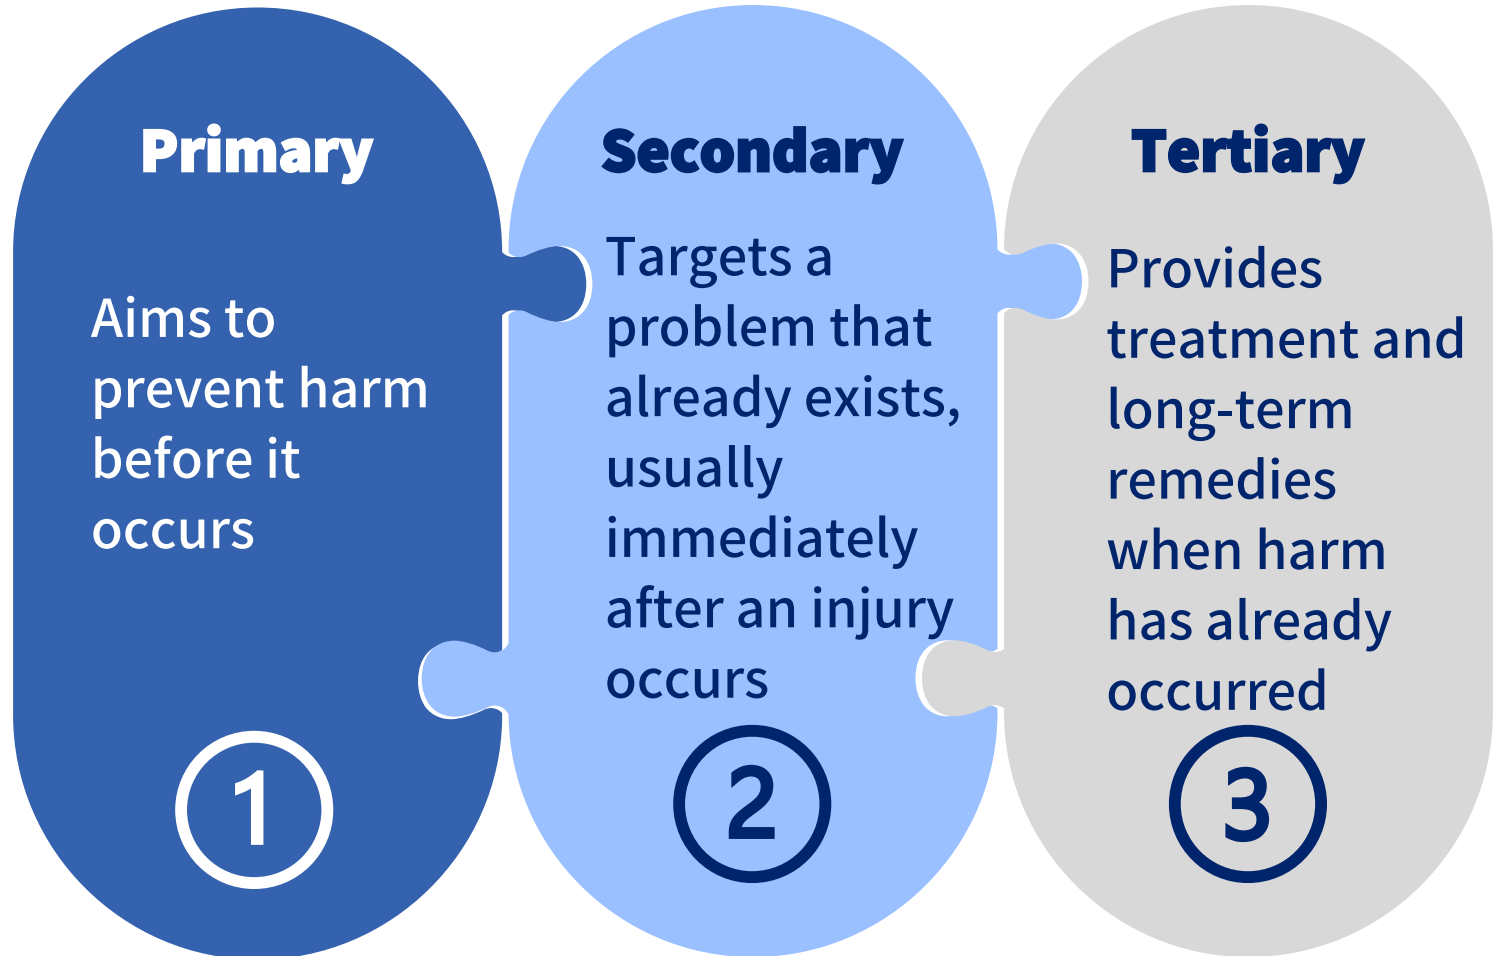 Primary
Aims to
prevent harm
before it
occurs
1
Secondary
Targets a
problem that
already exists,
usually
immediately
after an injury
occurs
2
Tertiary
Provides
treatment and
long-term
remedies
when harm
has already
occurred
3